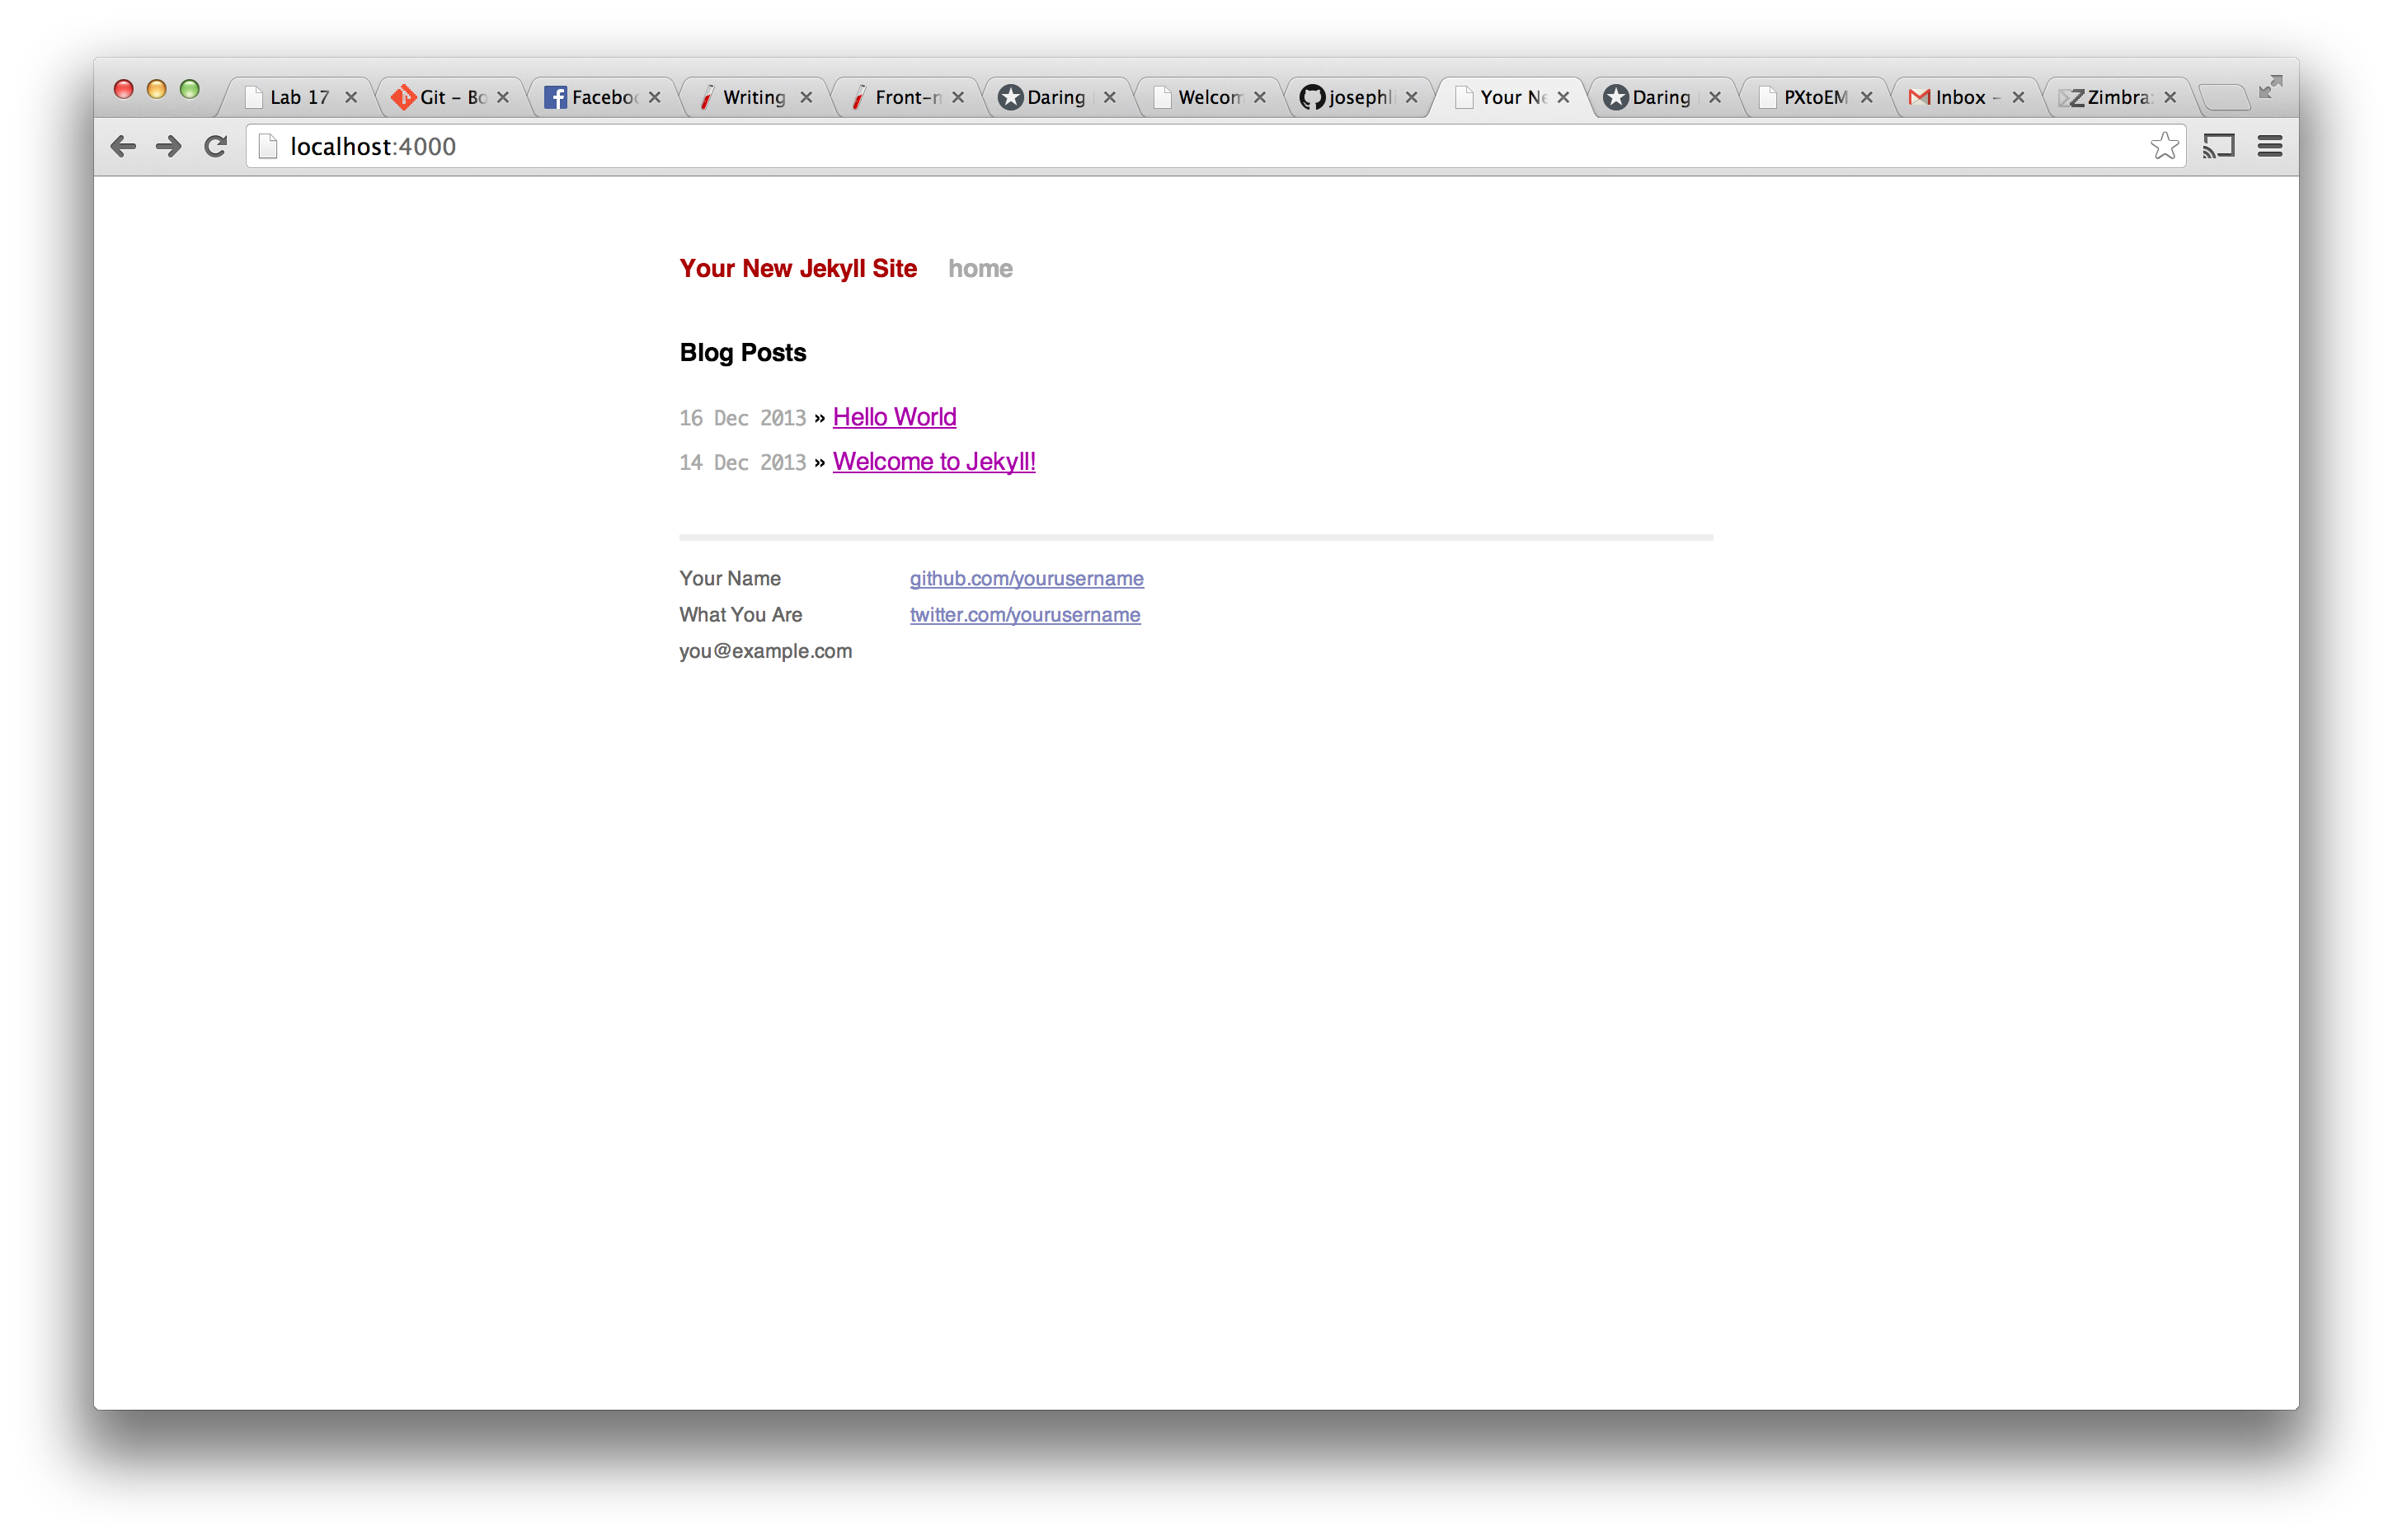 Lab 17
Git - Bo
Facebo
Writing
Front-m
Daring
Welcom
josephl
Your Ne
Daring
PXtoEM
Inbox -
Zimbra:
localhost:4000
Your New Jekyll Site home
Blog Posts
16 Dec 2013 » Hello World
14 Dec 2013 » Welcome to Jekyll!
Your Name github.com/yourusername
What You Are twitter.com/yourusername
you@example.com